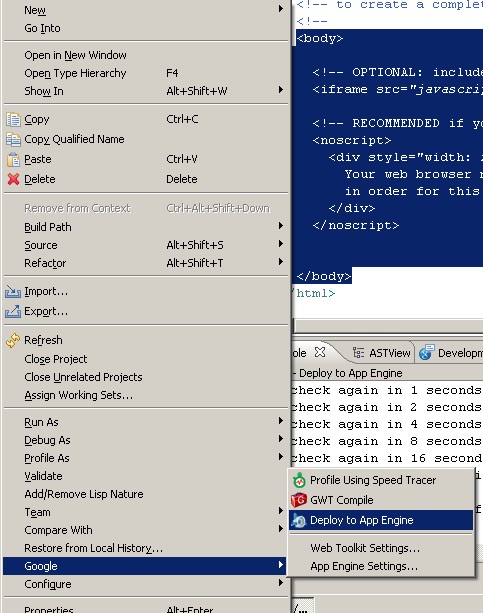 New
Go Into
Open in New Window
Open Type Hierarchy F4
Show In Alt+Shift+W
Copy Ctrl+C
Copy Qualified Name
Paste Ctrl+V
Delete Delete
Remove from Context Ctrl+Alt+Shift+Down
Build Path
Source Alt+Shift+S
Refactor Alt+Shift+T
Import...
Export...
Refresh
Close Project
Close Unrelated Projects
Assign Working Sets...
Run As
Debug As
Profile As
Validate
Add/Remove Lisp Nature
Team
Compare With
Restore from Local History...
Google
Configure
Properties Alt+Enter
Profile Using Speed Tracer
GWT Compile
Deploy to App Engine
Web Toolkit Settings...
App Engine Settings...
<!-- to create a complet
<!--
<body>
<!-- OPTIONAL: include
<iframe src="javascri
<!-- RECOMMENDED if yo
<noscript>
<div style="width:
Your web browser
in order for this
</div>
</noscript>
</body>
html>
ole ASTView Developm
- Deploy to App Engine
check again in 1 seconds
check again in 2 seconds
check again in 4 seconds
check again in 8 seconds
check again in 16 second